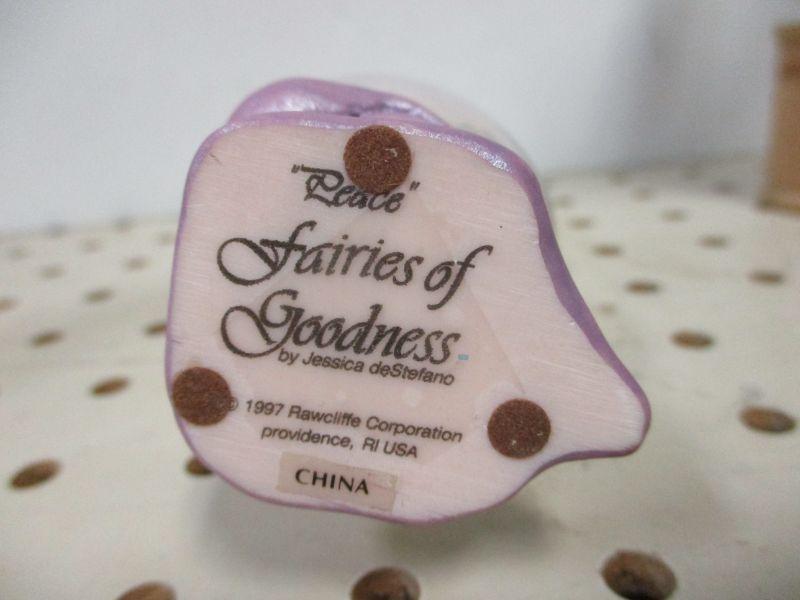 "Peace"
Fairies of
Goodness
by Jessica deStefano
© 1997 Rawcliffe Corporation
providence, RI USA
CHINA